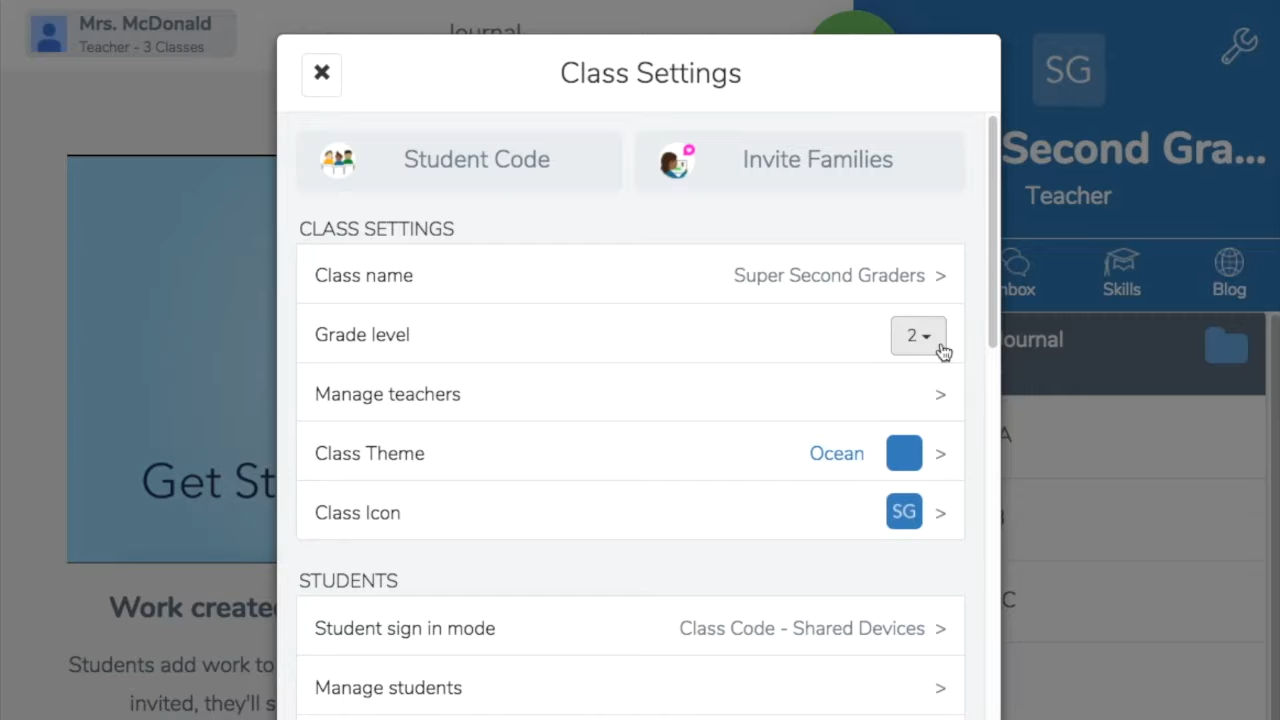 Mrs. McDonald
Teacher - 3 Classes
Journal
Class Settings
SG
Second Gra...
Teacher
Student Code
Invite Families
Skills
Blog
CLASS SETTINGS
Class name
Super Second Graders >
Grade level
2
Manage teachers
>
Class Theme
Ocean
>
Class Icon
SG
>
STUDENTS
Student sign in mode
Class Code - Shared Devices >
Manage students
>
ournal
A
C
Get St
Work create
Students add work to
invited, they'll s